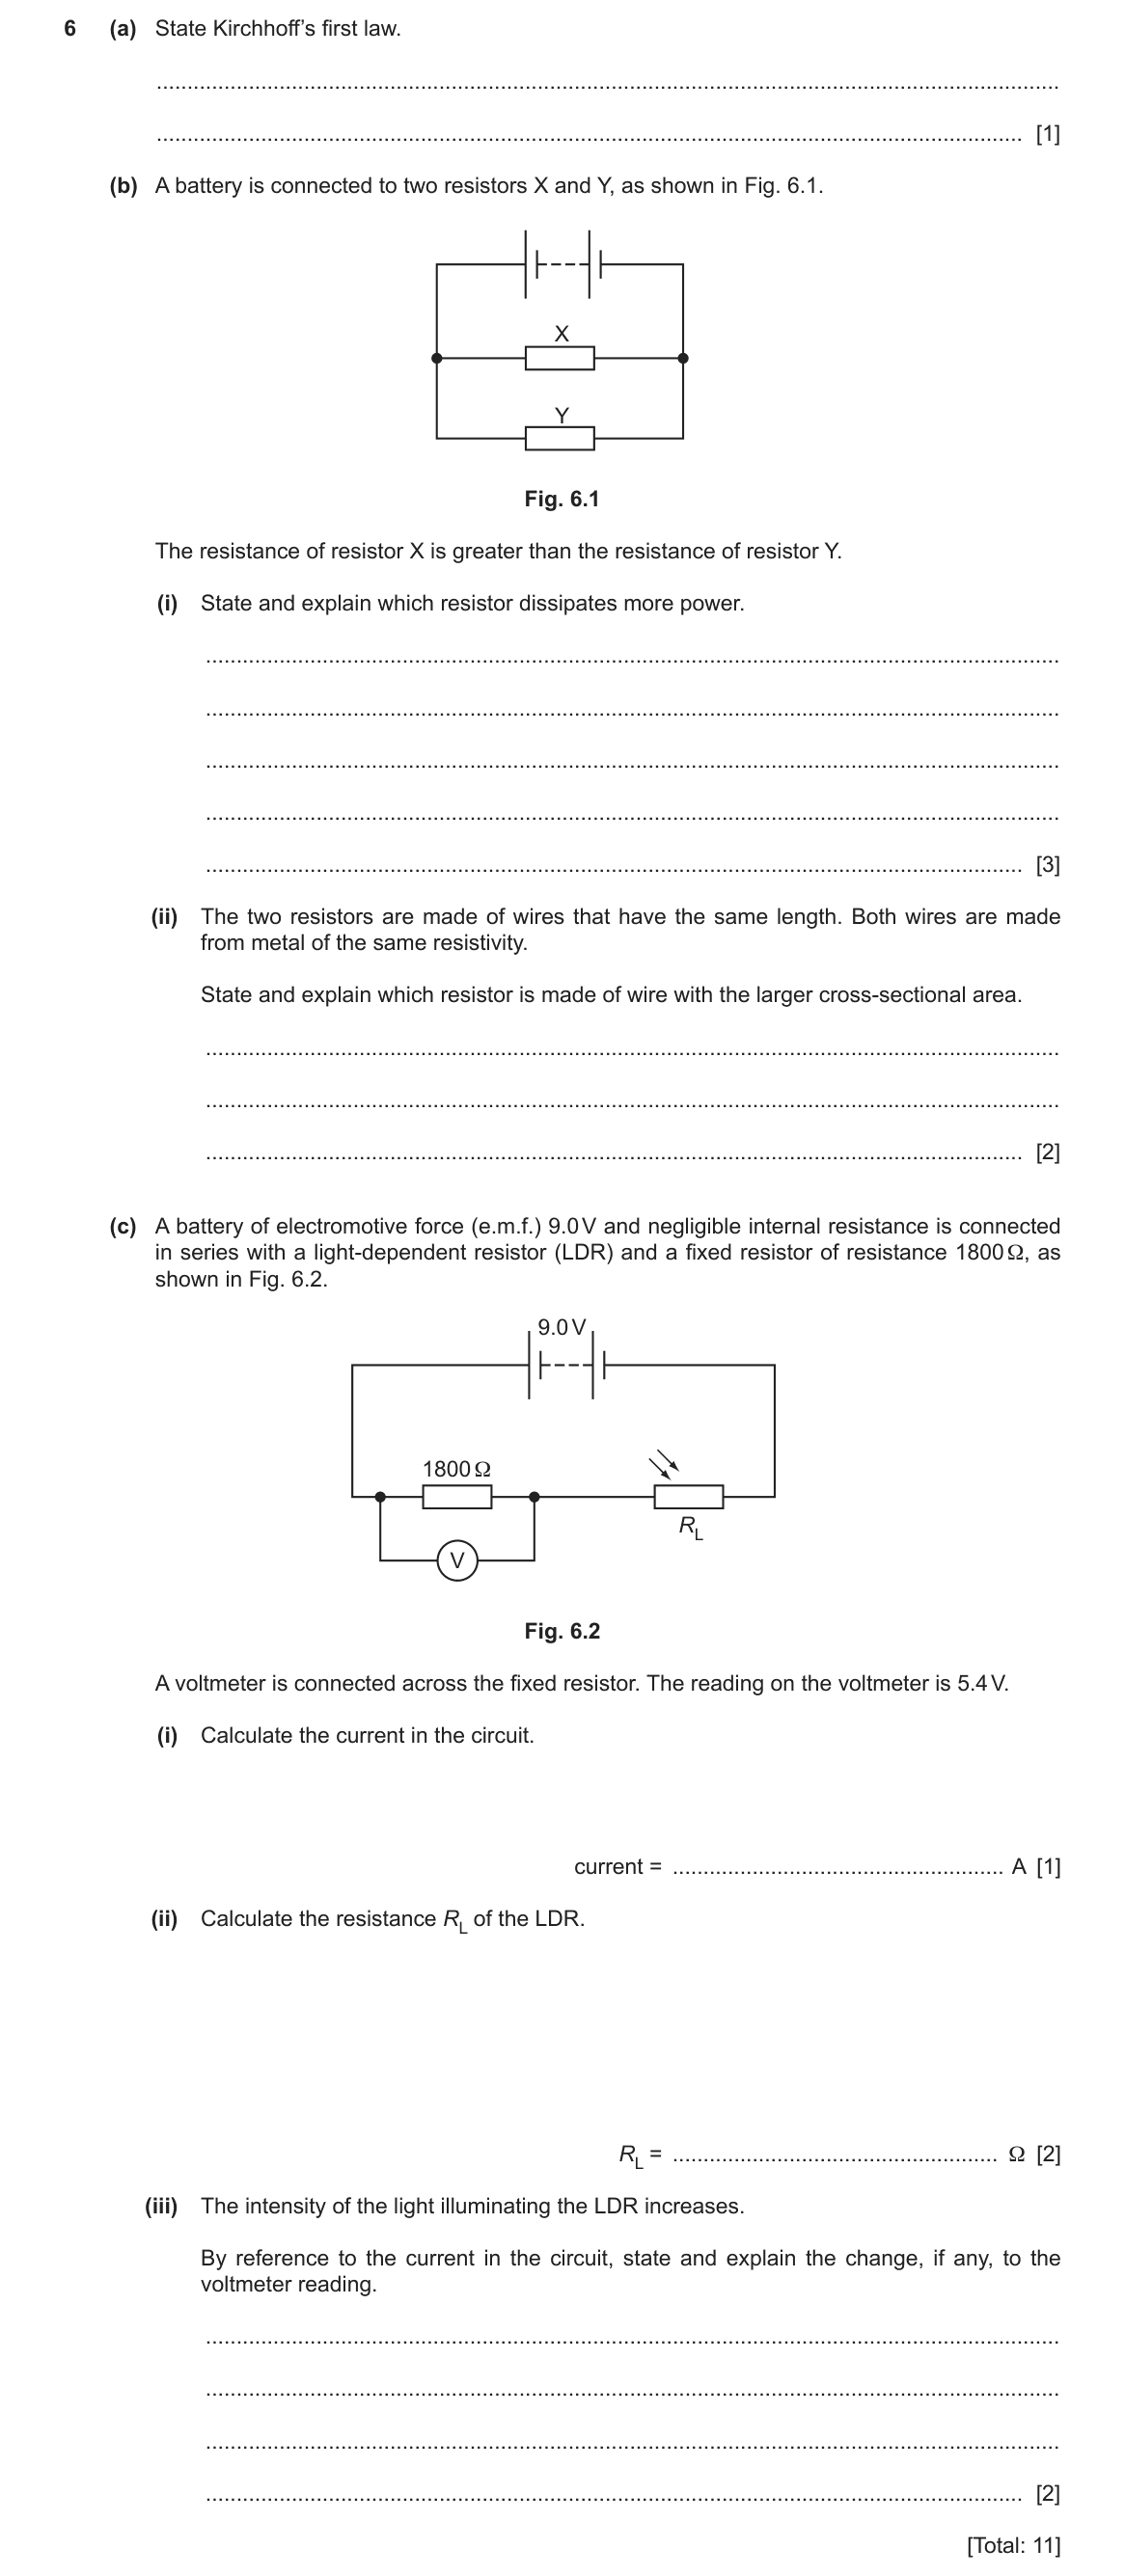 6 (a) State Kirchhoff's first law.
..........................................................................................................................................
.................................................................................................................................... [1]
(b) A battery is connected to two resistors X and Y, as shown in Fig. 6.1.
X
Y
Fig. 6.1
The resistance of resistor X is greater than the resistance of resistor Y.
(i) State and explain which resistor dissipates more power.
..........................................................................................................................................
..........................................................................................................................................
..........................................................................................................................................
..........................................................................................................................................
.................................................................................................................................... [3]
(ii) The two resistors are made of wires that have the same length. Both wires are made
from metal of the same resistivity.
State and explain which resistor is made of wire with the larger cross-sectional area.
..........................................................................................................................................
..........................................................................................................................................
.................................................................................................................................... [2]
(c) A battery of electromotive force (e.m.f.) 9.0 V and negligible internal resistance is connected
in series with a light-dependent resistor (LDR) and a fixed resistor of resistance 1800 Ω, as
shown in Fig. 6.2.
9.0 V
1800 Ω
R_L
V
Fig. 6.2
A voltmeter is connected across the fixed resistor. The reading on the voltmeter is 5.4 V.
(i) Calculate the current in the circuit.
current = ...................................................... A [1]
(ii) Calculate the resistance R_L of the LDR.
R_L = ..................................................... Ω [2]
(iii) The intensity of the light illuminating the LDR increases.
By reference to the current in the circuit, state and explain the change, if any, to the
voltmeter reading.
..........................................................................................................................................
..........................................................................................................................................
..........................................................................................................................................
.................................................................................................................................... [2]
[Total: 11]